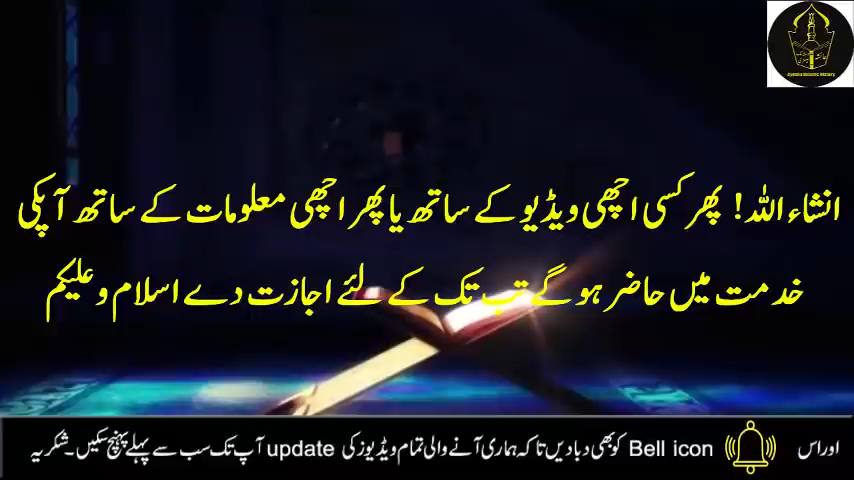 انشاء اللہ! پھر کسی اچھی ویڈیو کے ساتھ یا پھر اچھی معلومات کے ساتھ آپکی
خدمت میں حاضر ہو گے تب تک کے لئے اجازت دے اسلام وعلیکم
اور اس Bell icon کو بھی دبا دیں تا کہ ہماری آنے والی تمام ویڈیوز کی update آپ تک سب سے پہلے پہنچ سکیں۔ شکریہ